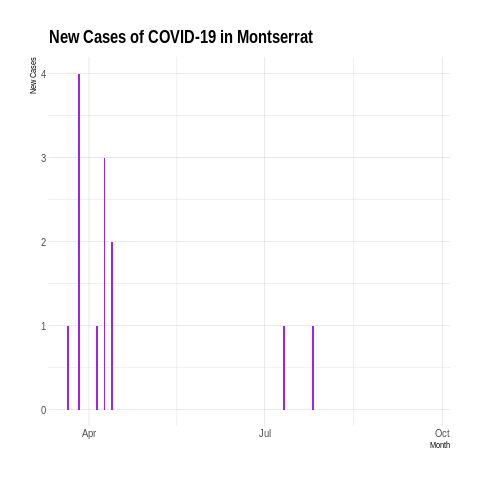 New Cases of COVID-19 in Montserrat
New Cases
4
3
2
1
0
Apr
Jul
Oct
Month